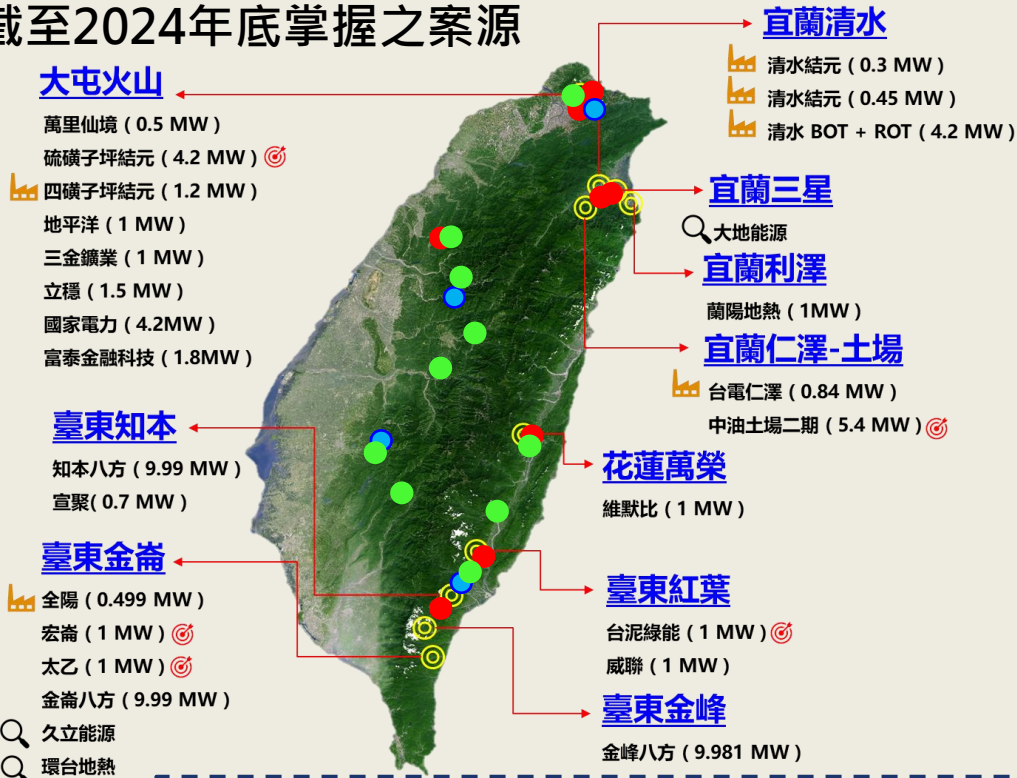 截至2024年底掌握之案源
大屯火山
萬里仙境 ( 0.5 MW )
硫磺子坪結元 ( 4.2 MW )
四磺子坪結元 ( 1.2 MW )
地平洋 ( 1 MW )
三金鑛業 ( 1 MW )
立穩 ( 1.5 MW )
國家電力 ( 4.2MW )
富泰金融科技 ( 1.8MW )
臺東知本
知本八方 ( 9.99 MW )
宣聚( 0.7 MW )
臺東金崙
全陽 ( 0.499 MW )
宏崙 ( 1 MW )
太乙 ( 1 MW )
金崙八方 ( 9.99 MW )
久立能源
環台地熱
宜蘭清水
清水結元 ( 0.3 MW )
清水結元 ( 0.45 MW )
清水 BOT + ROT ( 4.2 MW )
宜蘭三星
大地能源
宜蘭利澤
蘭陽地熱 ( 1MW )
宜蘭仁澤-土場
台電仁澤 ( 0.84 MW )
中油土場二期 ( 5.4 MW )
花蓮萬榮
維默比 ( 1 MW )
臺東紅葉
台泥綠能 ( 1 MW )
威聯 ( 1 MW )
臺東金峰
金峰八方 ( 9.981 MW )